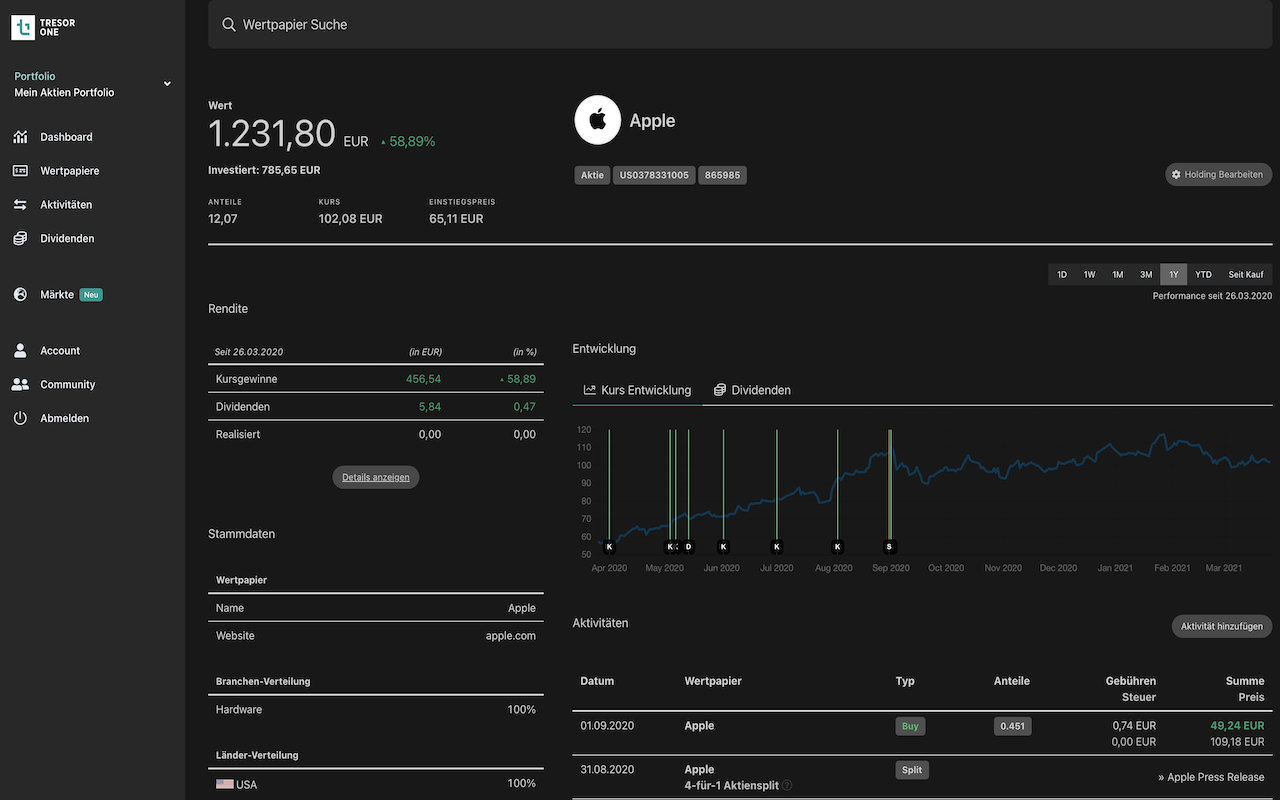 TRESOR
ONE
Portfolio
Mein Aktien Portfolio
Dashboard
Wertpapiere
Aktivitäten
Dividenden
Märkte Neu
Account
Community
Abmelden
Wertpapier Suche
Wert
1.231,80 EUR 58,89%
Investiert: 785,65 EUR
ANTEILE KURS EINSTIEGSPREIS
12,07 102,08 EUR 65,11 EUR
Apple
Aktie US0378331005 865985
Holding Bearbeiten
1D 1W 1M 3M 1Y YTD Seit Kauf
Performance seit 26.03.2020
Rendite
Seit 26.03.2020 (in EUR) (in %)
Kursgewinne 456,54 58,89
Dividenden 5,84 0,47
Realisiert 0,00 0,00
Details anzeigen
Stammdaten
Wertpapier
Name Apple
Website apple.com
Branchen-Verteilung
Hardware 100%
Länder-Verteilung
USA 100%
Entwicklung
Kurs Entwicklung Dividenden
120
110
100
90
80
70
60
50
K K D K K K S
Apr 2020 May 2020 Jun 2020 Jul 2020 Aug 2020 Sep 2020 Oct 2020 Nov 2020 Dec 2020 Jan 2021 Feb 2021 Mar 2021
Aktivitäten
Aktivität hinzufügen
Datum Wertpapier Typ Anteile Gebühren Summe
Steuer Preis
01.09.2020 Apple Buy 0.451 0,74 EUR 49,24 EUR
0,00 EUR 109,18 EUR
31.08.2020 Apple Split
4-für-1 Aktiensplit ?
» Apple Press Release